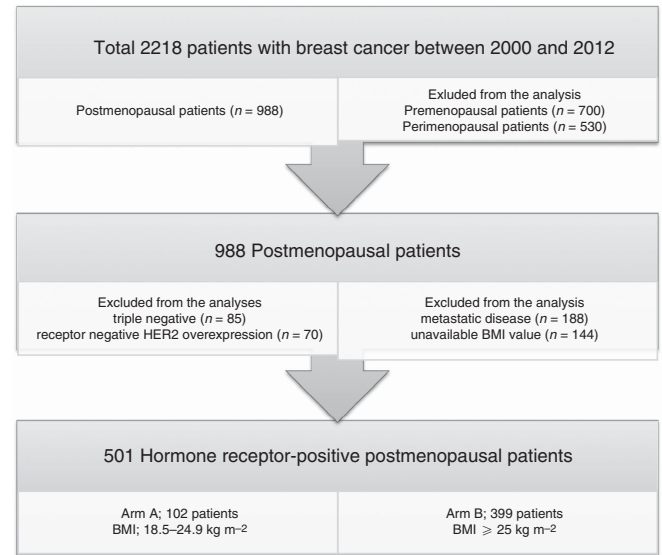 Total 2218 patients with breast cancer between 2000 and 2012
Postmenopausal patients (n = 988)
Exluded from the analysis
Premenopausal patients (n = 700)
Perimenopausal patients (n = 530)
988 Postmenopausal patients
Excluded from the analyses
triple negative (n = 85)
receptor negative HER2 overexpression (n = 70)
Excluded from the analysis
metastatic disease (n = 188)
unavailable BMI value (n = 144)
501 Hormone receptor-positive postmenopausal patients
Arm A; 102 patients
BMI; 18.5–24.9 kg m−2
Arm B; 399 patients
BMI ⩾ 25 kg m−2